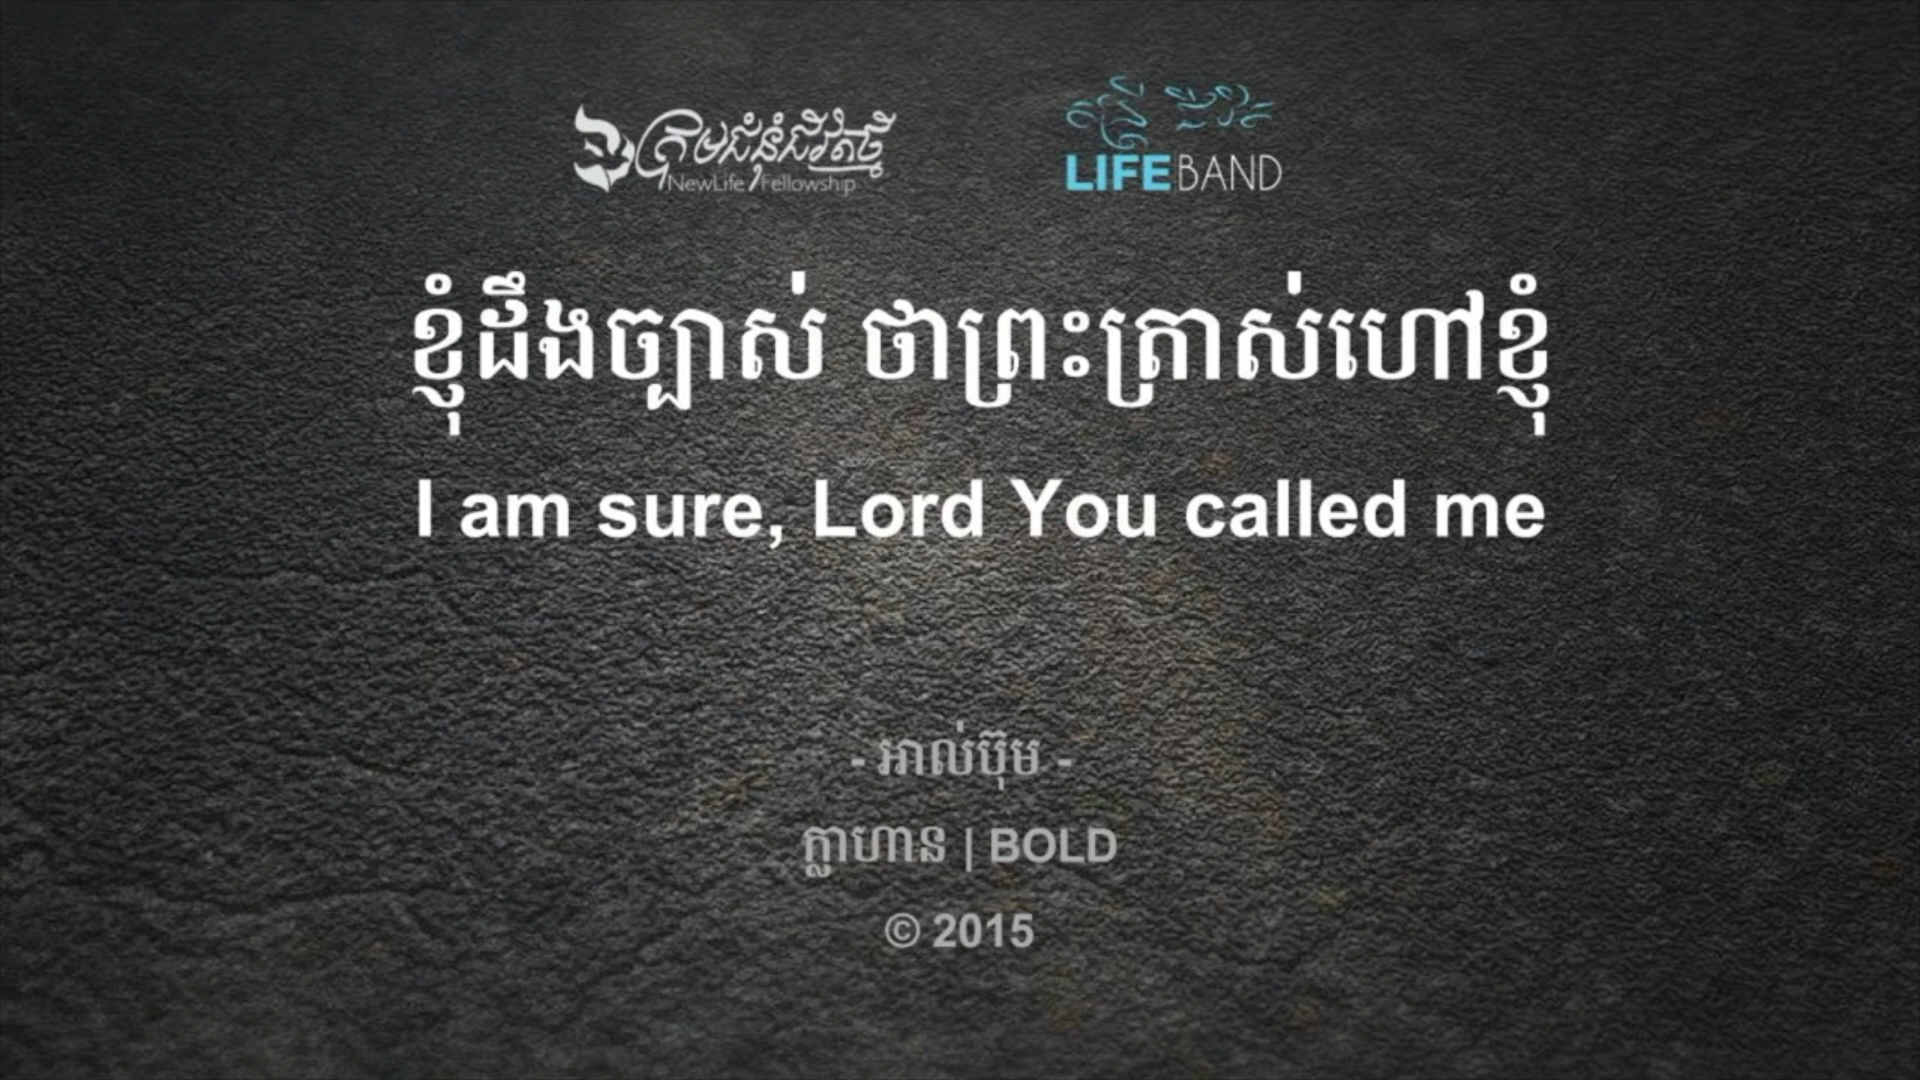 ក្រុមជំនុំជីវិតថ្មី
NewLife Fellowship
LIFE BAND
ខ្ញុំដឹងច្បាស់ ថាព្រះត្រាស់ហៅខ្ញុំ
I am sure, Lord You called me
- អាល់ប៊ុម -
ក្លាហាន | BOLD
© 2015